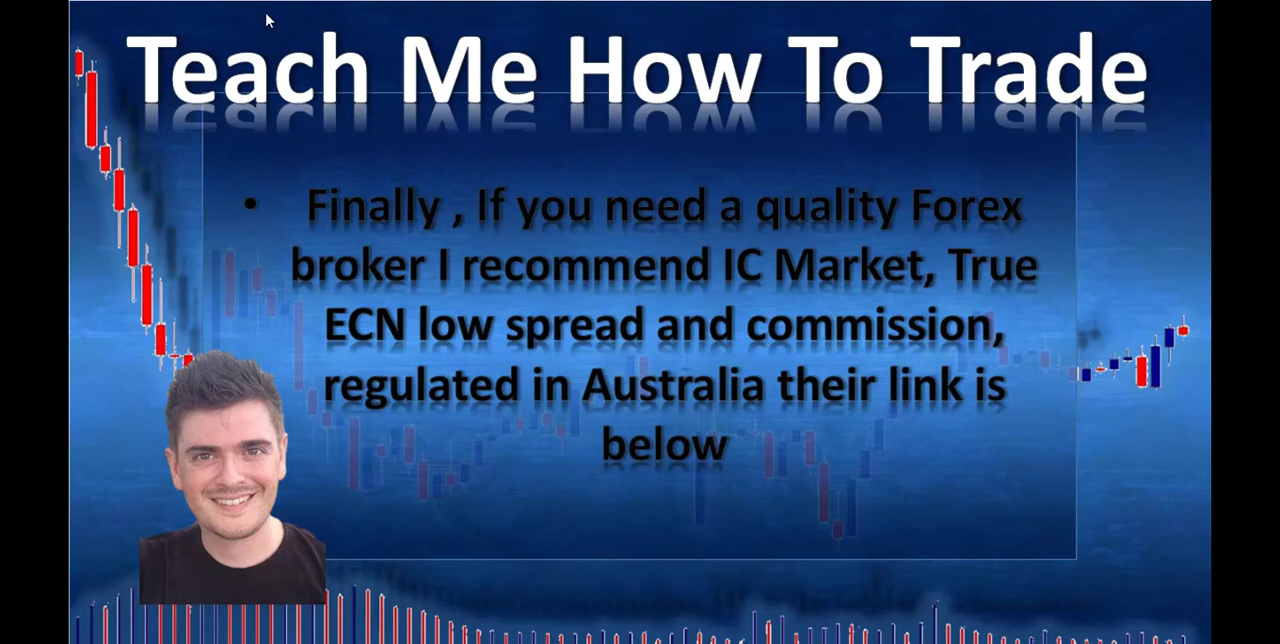 Teach Me How To Trade
• Finally , If you need a quality Forex
broker I recommend IC Market, True
ECN low spread and commission,
regulated in Australia their link is
below